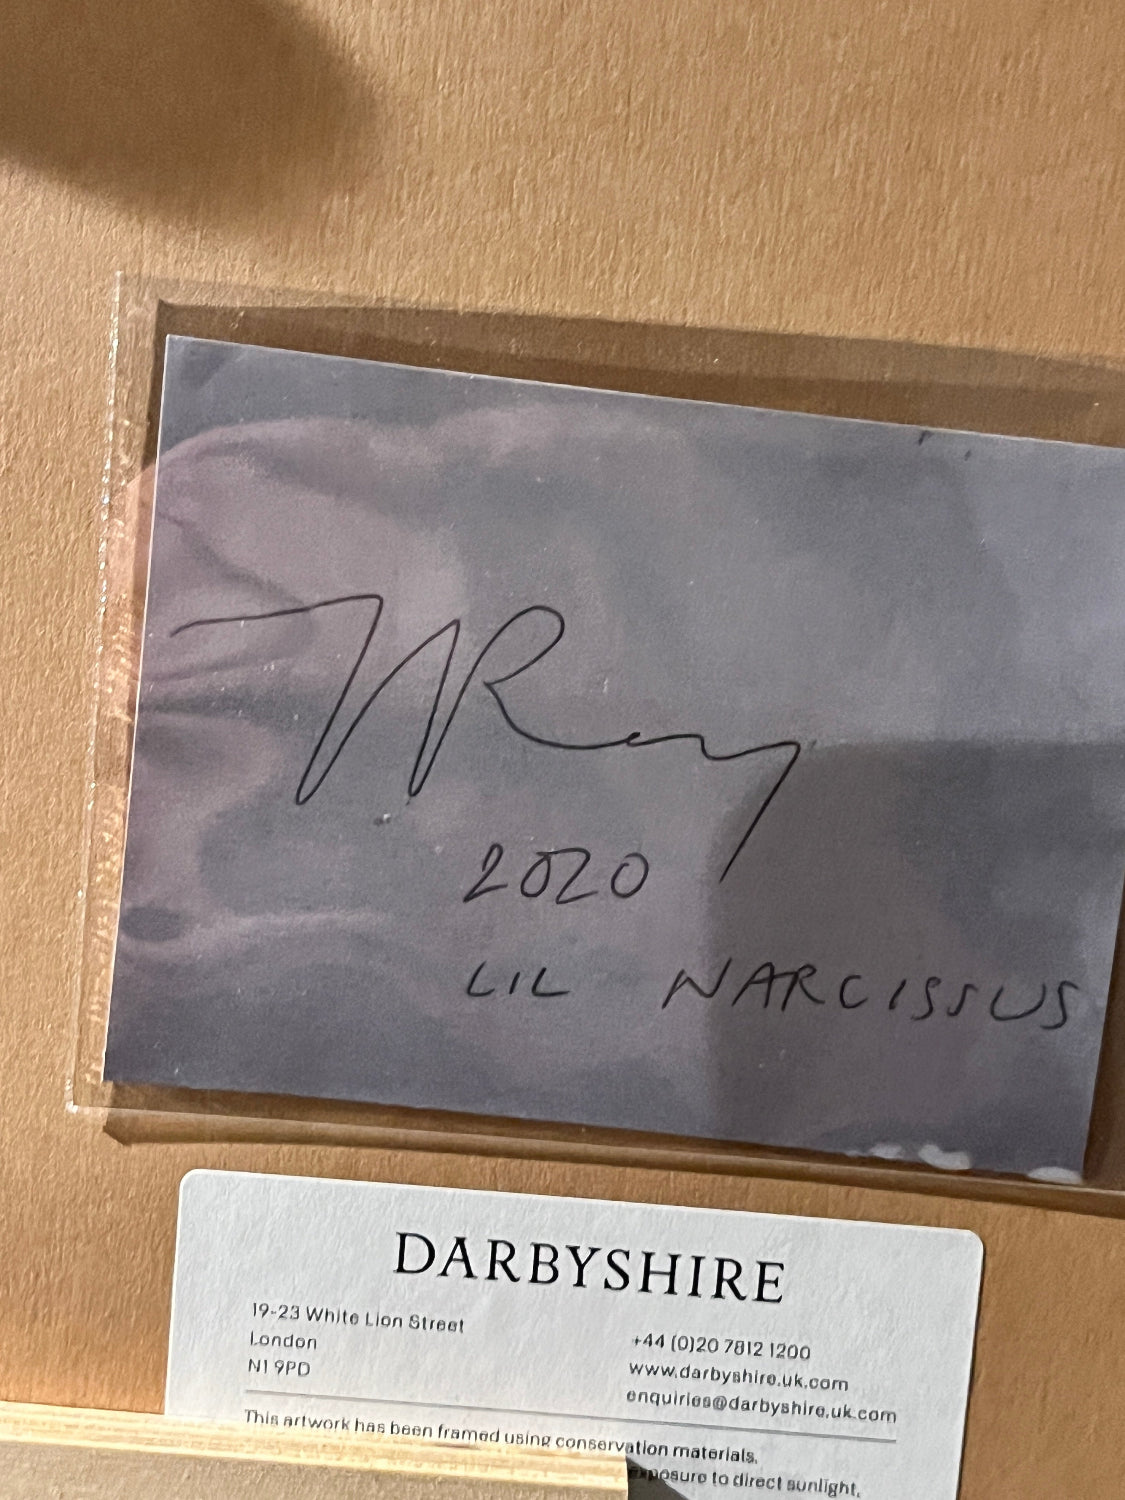 2020
LIL NARCISSUS
DARBYSHIRE
19-23 White Lion Street
London
N1 9PD
+44 (0)20 7812 1200
www.darbyshire.uk.com
enquiries@darbyshire.uk.com
This artwork has been framed using conservation materials.
exposure to direct sunlight,